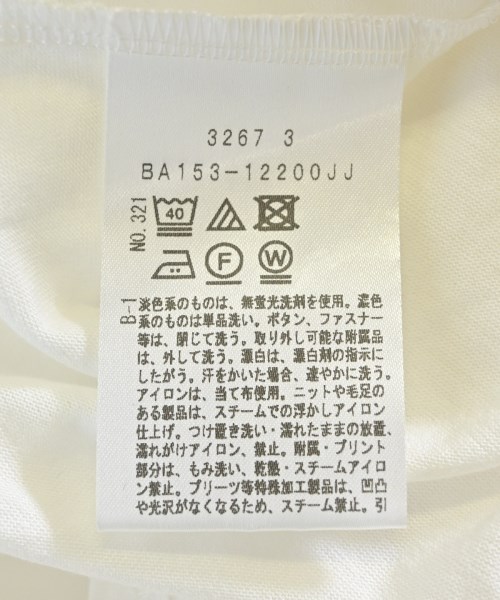 3267 3
BA153-12200JJ
NO. 321
40
F
W
B-1
淡色系のものは、無蛍光洗剤を使用。濃色
系のものは単品洗い。ボタン、ファスナー
等は、閉じて洗う。取り外し可能な附属品
は、外して洗う。漂白は、漂白剤の指示に
したがう。汗をかいた場合、速やかに洗う。
アイロンは、当て布使用。ニットや毛足の
ある製品は、スチームでの浮かしアイロン
仕上げ。つけ置き洗い・濡れたままの放置、
濡れがけアイロン、禁止。附属・プリント
部分は、もみ洗い、乾熱・スチームアイロ
ン禁止。プリーツ等特殊加工製品は、凹凸
や光沢がなくなるため、スチーム禁止。引